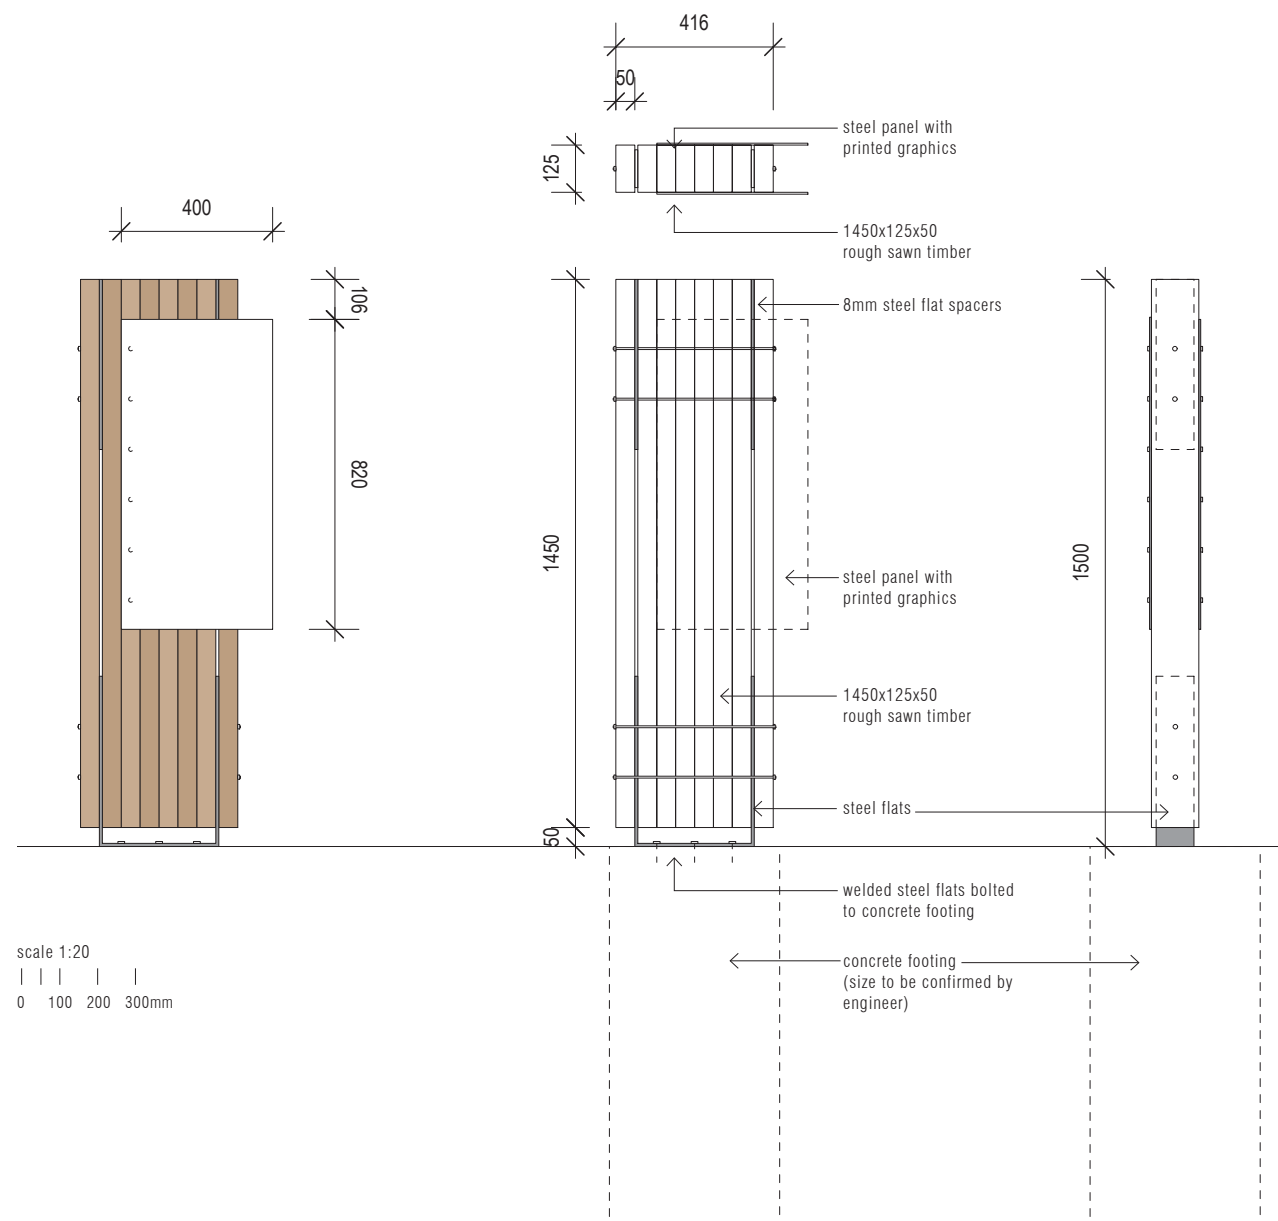 416
50
steel panel with
printed graphics
125
400
1450x125x50
rough sawn timber
106
8mm steel flat spacers
820
1450
1500
steel panel with
printed graphics
1450x125x50
rough sawn timber
steel flats
50
welded steel flats bolted
to concrete footing
scale 1:20
0 100 200 300mm
concrete footing
(size to be confirmed by
engineer)